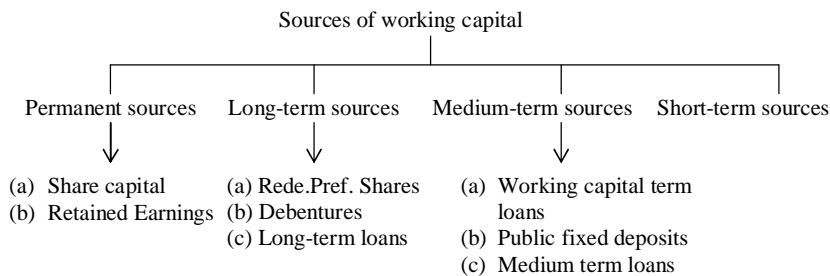 Sources of working capital
Permanent sources Long-term sources Medium-term sources Short-term sources
(a) Share capital
(b) Retained Earnings
(a) Rede.Pref. Shares
(b) Debentures
(c) Long-term loans
(a) Working capital term
loans
(b) Public fixed deposits
(c) Medium term loans